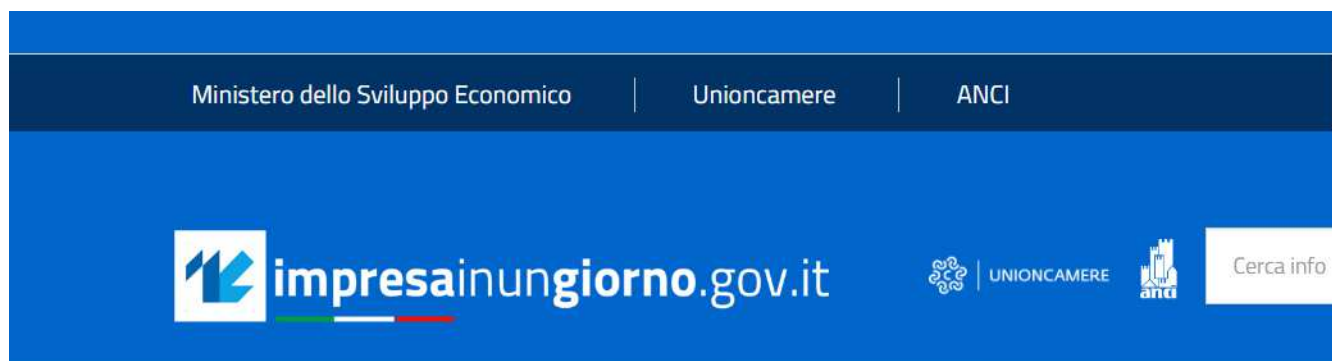 Ministero dello Sviluppo Economico Unioncamere ANCI
impresainungiorno.gov.it UNIONCAMERE anci Cerca info